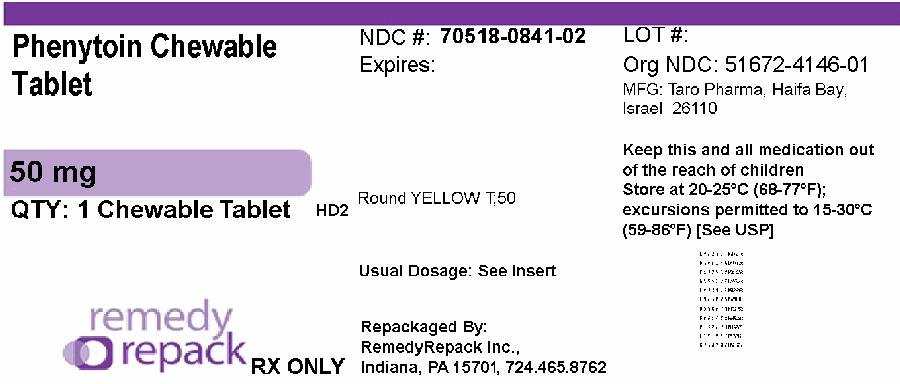 Phenytoin Chewable
Tablet
50 mg
QTY: 1 Chewable Tablet HD2
remedy
repack
RX ONLY
NDC #: 70518-0841-02
Expires:
Round YELLOW T;50
Usual Dosage: See Insert
Repackaged By:
RemedyRepack Inc.,
Indiana, PA 15701, 724.465.8762
LOT #:
Org NDC: 51672-4146-01
MFG: Taro Pharma, Haifa Bay,
Israel 26110
Keep this and all medication out
of the reach of children
Store at 20-25°C (68-77°F);
excursions permitted to 15-30°C
(59-86°F) [See USP]